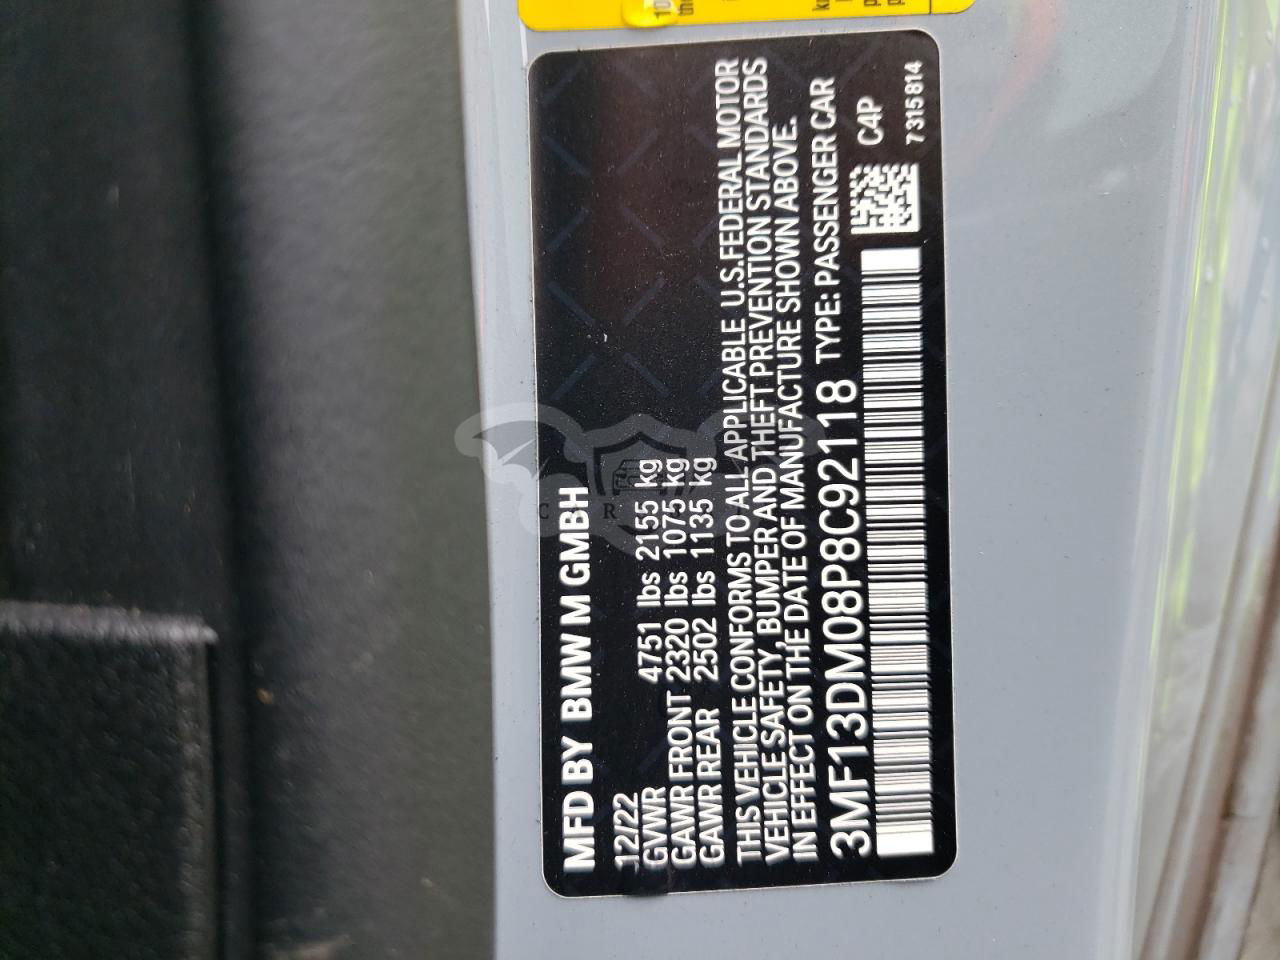 MFD BY BMW M GMBH
12/22
GVWR 4751 lbs 2155 kg
GAWR FRONT 2320 lbs 1075 kg
GAWR REAR 2502 lbs 1135 kg
THIS VEHICLE CONFORMS TO ALL APPLICABLE U.S.FEDERAL MOTOR
VEHICLE SAFETY, BUMPER AND THEFT PREVENTION STANDARDS
IN EFFECT ON THE DATE OF MANUFACTURE SHOWN ABOVE.
3MF13DM08P8C92118 TYPE: PASSENGER CAR
C4P
7315814